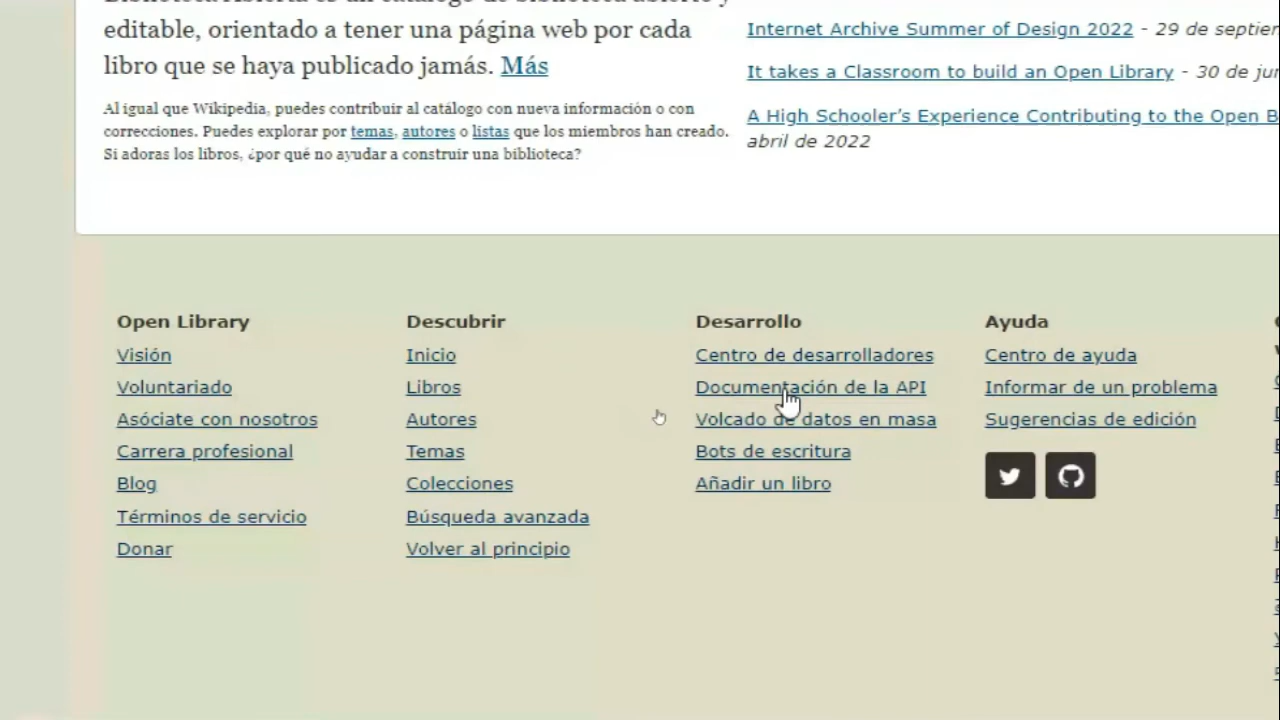 editable, orientado a tener una página web por cada
libro que se haya publicado jamás. Más
Al igual que Wikipedia, puedes contribuir al catálogo con nueva información o con
correcciones. Puedes explorar por temas, autores o listas que los miembros han creado.
Si adoras los libros, ¿por qué no ayudar a construir una biblioteca?
Internet Archive Summer of Design 2022 - 29 de septie
It takes a Classroom to build an Open Library - 30 de ju
A High Schooler’s Experience Contributing to the Open B
abril de 2022
Open Library
Visión
Voluntariado
Asóciate con nosotros
Carrera profesional
Blog
Términos de servicio
Donar
Descubrir
Inicio
Libros
Autores
Temas
Colecciones
Búsqueda avanzada
Volver al principio
Desarrollo
Centro de desarrolladores
Documentación de la API
Volcado de datos en masa
Bots de escritura
Añadir un libro
Ayuda
Centro de ayuda
Informar de un problema
Sugerencias de edición